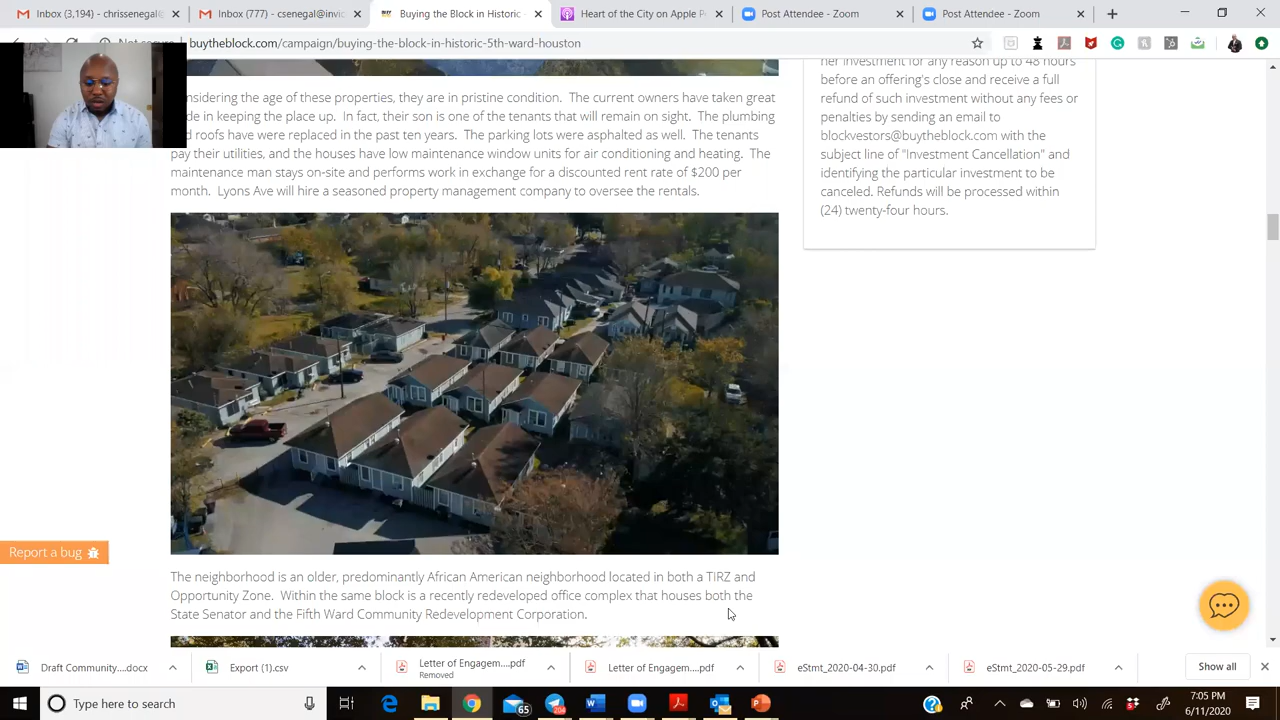 Inbox (3,194) - chrissenegal
Inbox (777) - csenegal@invic
Buying the Block in Historic
Heart of the City on Apple P
Post Attendee - Zoom
Post Attendee - Zoom
buytheblock.com/campaign/buying-the-block-in-historic-5th-ward-houston
her investment for any reason up to 48 hours
before an offering's close and receive a full
refund of such investment without any fees or
penalties by sending an email to
blockvestors@buytheblock.com with the
subject line of "Investment Cancellation" and
identifying the particular investment to be
canceled. Refunds will be processed within
(24) twenty-four hours.
nsidering the age of these properties, they are in pristine condition. The current owners have taken great
de in keeping the place up. In fact, their son is one of the tenants that will remain on sight. The plumbing
d roofs have were replaced in the past ten years. The parking lots were asphated as well. The tenants
pay their utilities, and the houses have low maintenance window units for air conditioning and heating. The
maintenance man stays on-site and performs work in exchange for a discounted rent rate of $200 per
month. Lyons Ave will hire a seasoned property management company to oversee the rentals.
Report a bug
The neighborhood is an older, predominantly African American neighborhood located in both a TIRZ and
Opportunity Zone. Within the same block is a recently redeveloped office complex that houses both the
State Senator and the Fifth Ward Community Redevelopment Corporation.
Draft Community....docx
Export (1).csv
Letter of Engagem....pdf
Removed
Letter of Engagem....pdf
eStmt_2020-04-30.pdf
eStmt_2020-05-29.pdf
Show all
Type here to search
65
7:05 PM
6/11/2020